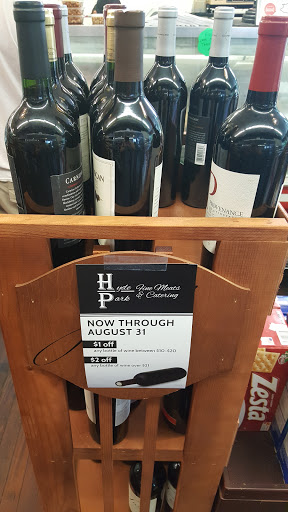 Hyde Fine Meats
Park & Catering
NOW THROUGH
AUGUST 31
$1 off
any bottle of wine between $10-$20
$2 off
any bottle of wine over $21
Zesta